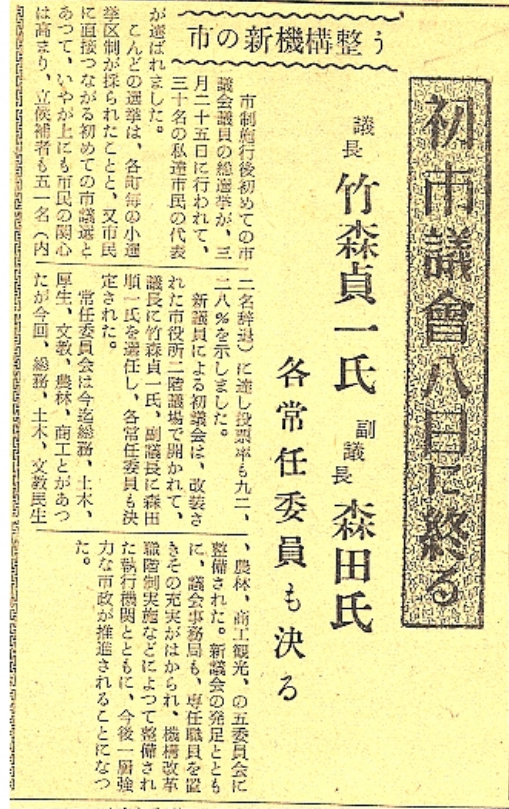 初市議會八日に終る
議長 竹森貞一氏 副議長 森田氏
各常任委員も決る
市の新機構整う
市制施行後初めての市
議会議員の総選挙が、三
月二十五日に行われて、
三十名の私達市民の代表
が選ばれました。
こんどの選挙は、各町毎の小選
挙区制が採られたことと、又市民
に直接つながる初めての市議選と
あつて、いやが上にも市民の関心
は高まり、立候補者も五一名（内
二名辞退）に達し投票率も九二、
二八％を示しました。
新議員による初議会は、改装さ
れた市役所二階議場で開かれて、
議長に竹森貞一氏、副議長に森田
順一氏を選任し、各常任委員も決
定された。
常任委員会は今迄総務、土木、
厚生、文教、農林、商工とがあつ
たが今回、総務、土木、文教民生
、農林、商工観光、の五委員会に
整備された。新議会の発足ととも
に、議会事務局も、専任職員を置
きその充実がはかられ、機構改革
職階制実施などによつて整備され
た執行機関とともに、今後一層強
力な市政が推進されることになつ
た。